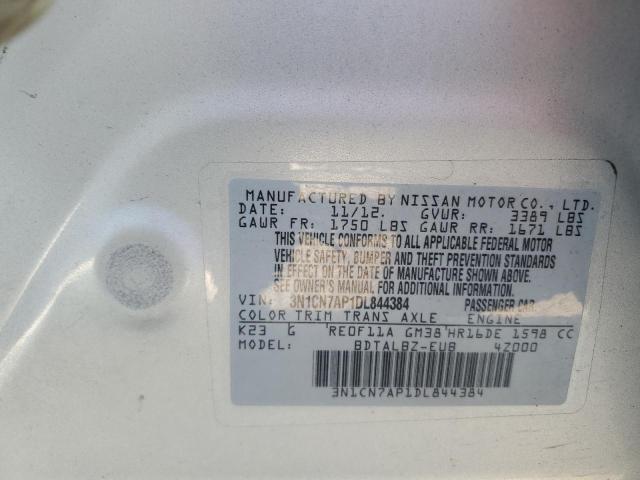 MANUFACTURED BY NISSAN MOTOR CO., LTD.
DATE: 11/12. GVWR: 3389 LBS
GAWR FR: 1750 LBS GAWR RR: 1671 LBS
THIS VEHICLE CONFORMS TO ALL APPLICABLE FEDERAL MOTOR
VEHICLE SAFETY, BUMPER AND THEFT PREVENTION STANDARDS
IN EFFECT ON THE DATE OF MANUFACTURE SHOWN ABOVE.
SEE OWNER'S MANUAL FOR ADDITIONAL INFORMATION.
VIN: 3N1CN7AP1DL844384 PASSENGER CAR
COLOR TRIM TRANS AXLE ENGINE
K23 G RE0F11A GM38 HR16DE 1598 CC
MODEL: BDTALBZ-EUB 4Z000
3N1CN7AP1DL844384